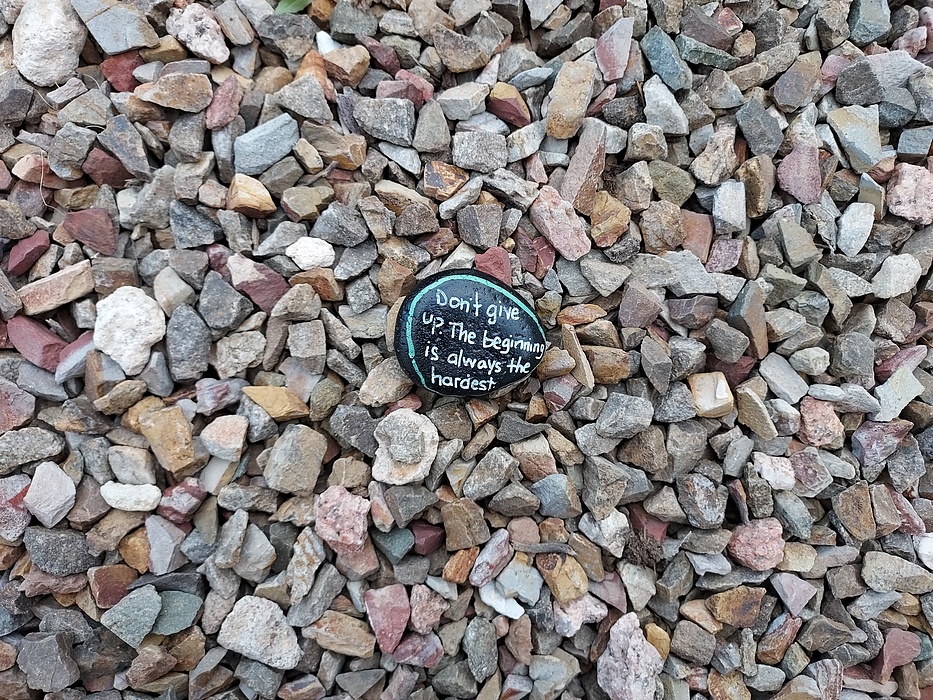 Don't give
up. The beginning
is always the
hardest.